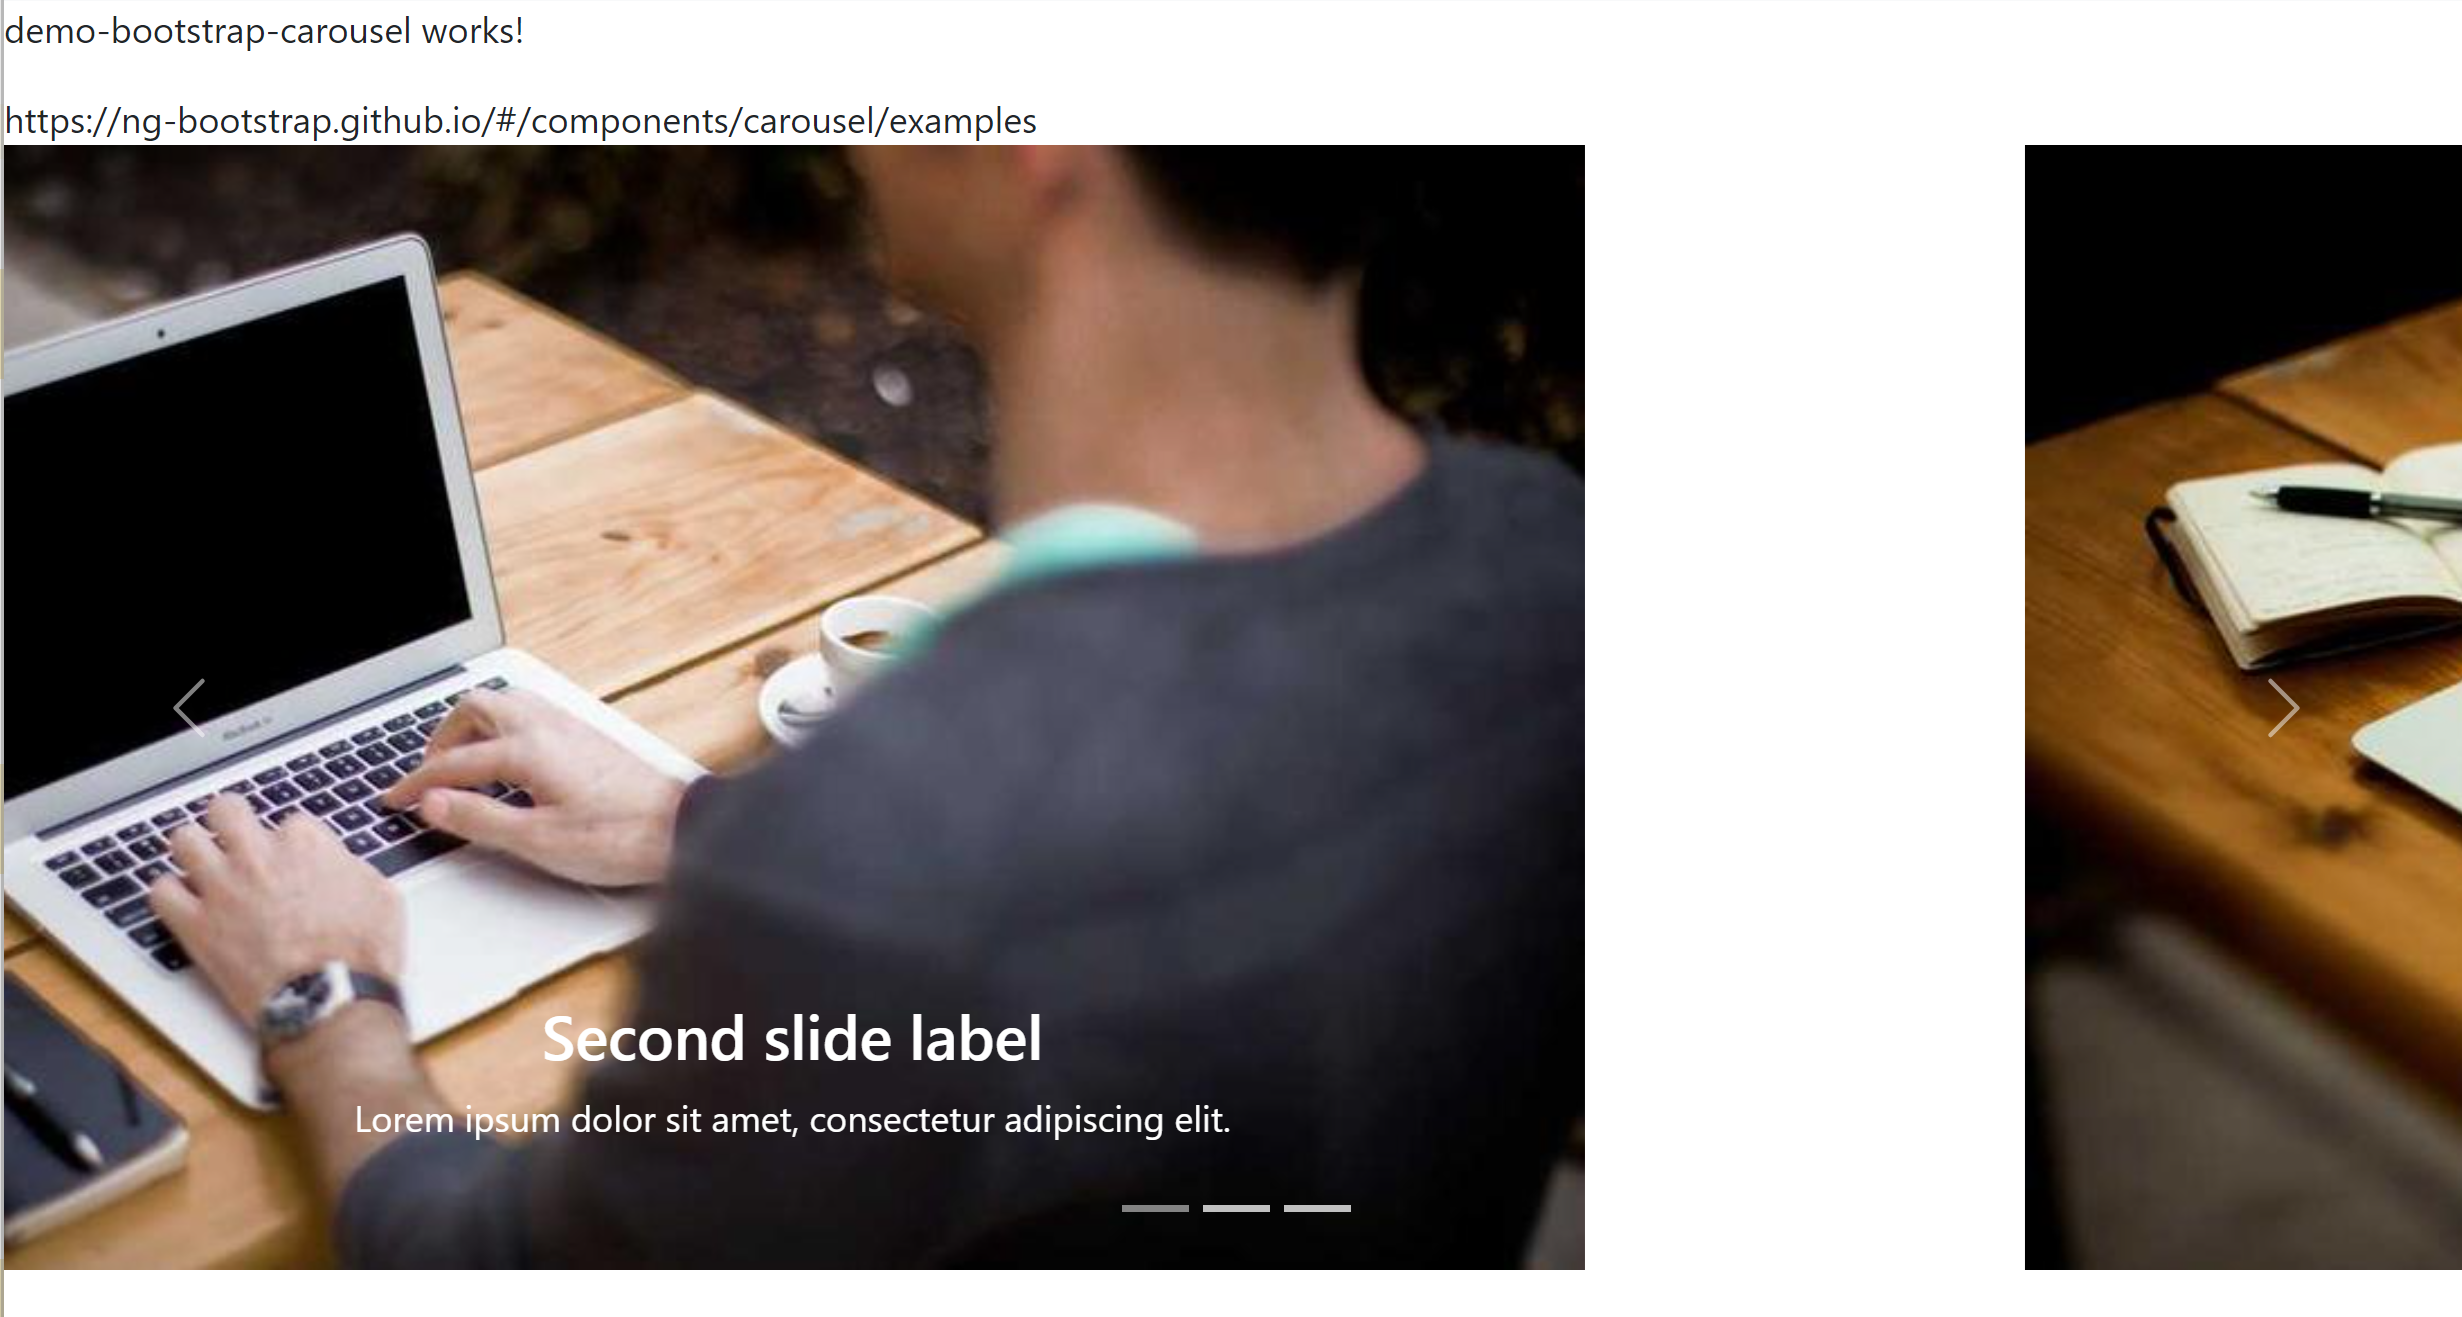 demo-bootstrap-carousel works!
https://ng-bootstrap.github.io/#/components/carousel/examples
Second slide label
Lorem ipsum dolor sit amet, consectetur adipiscing elit.